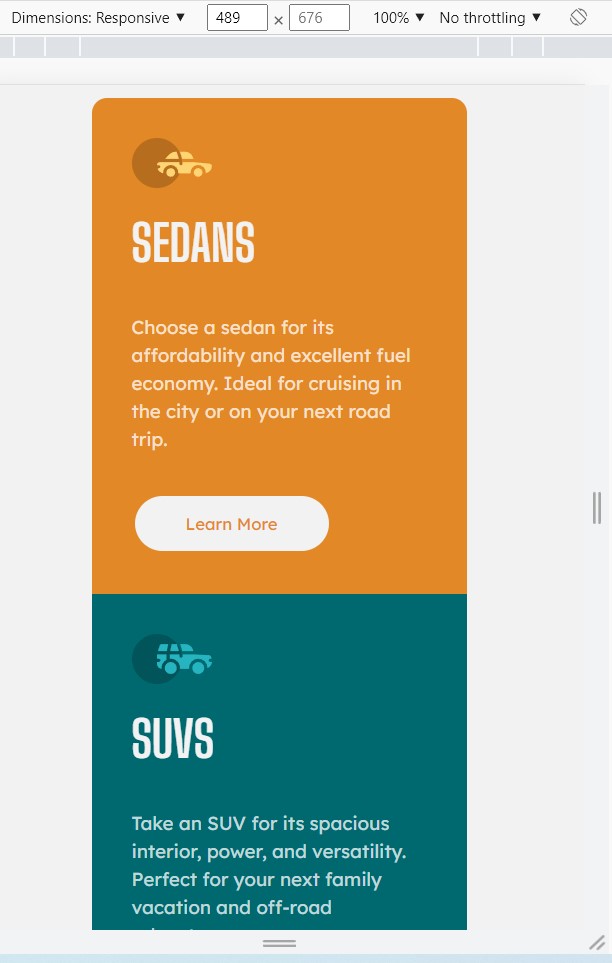 Dimensions: Responsive ▼ 489 × 676 100% ▼ No throttling ▼
SEDANS
Choose a sedan for its
affordability and excellent fuel
economy. Ideal for cruising in
the city or on your next road
trip.
Learn More
SUVS
Take an SUV for its spacious
interior, power, and versatility.
Perfect for your next family
vacation and off-road